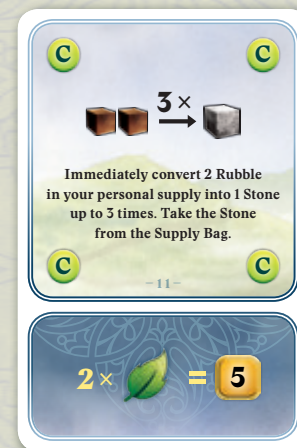 C C
3×
Immediately convert 2 Rubble
in your personal supply into 1 Stone
up to 3 times. Take the Stone
from the Supply Bag.
C C
– 11 –
2× = 5